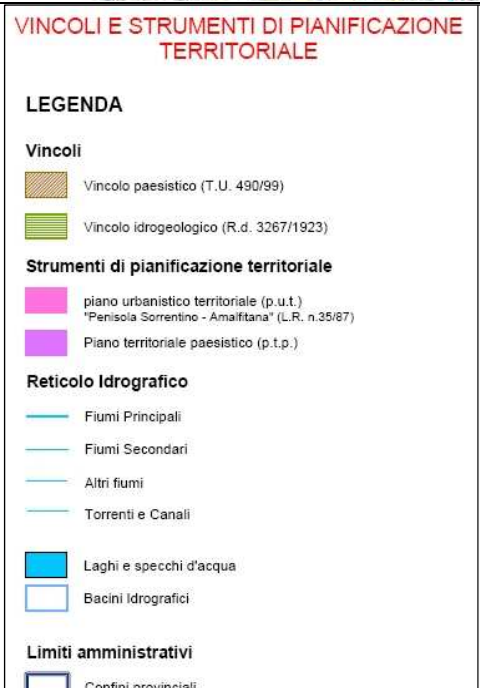 VINCOLI E STRUMENTI DI PIANIFICAZIONE
TERRITORIALE
LEGENDA
Vincoli
Vincolo paesistico (T.U. 490/99)
Vincolo idrogeologico (R.d. 3267/1923)
Strumenti di pianificazione territoriale
piano urbanistico territoriale (p.u.t.)
"Penisola Sorrentino - Amalfitana" (L.R. n.35/87)
Piano territoriale paesistico (p.t.p.)
Reticolo Idrografico
Fiumi Principali
Fiumi Secondari
Altri fiumi
Torrenti e Canali
Laghi e specchi d'acqua
Bacini Idrografici
Limiti amministrativi
Confini provinciali